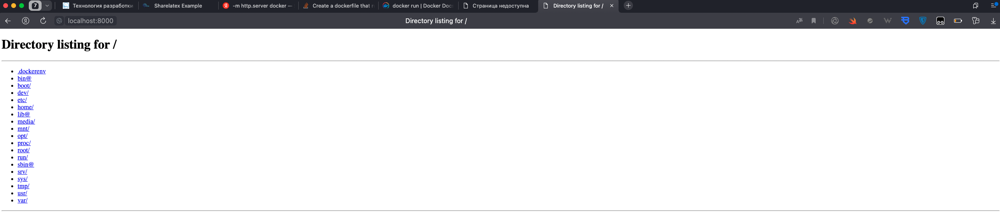 7
Технология разработки
Sharelatex Example
Я
-m http.server docker —
Create a dockerfile that r
docker run | Docker Docs
Страница недоступна
Directory listing for /
Я
localhost:8000
Directory listing for /
Directory listing for /
.dockerenv
bin@
boot/
dev/
etc/
home/
lib@
media/
mnt/
opt/
proc/
root/
run/
sbin@
srv/
sys/
tmp/
usr/
var/